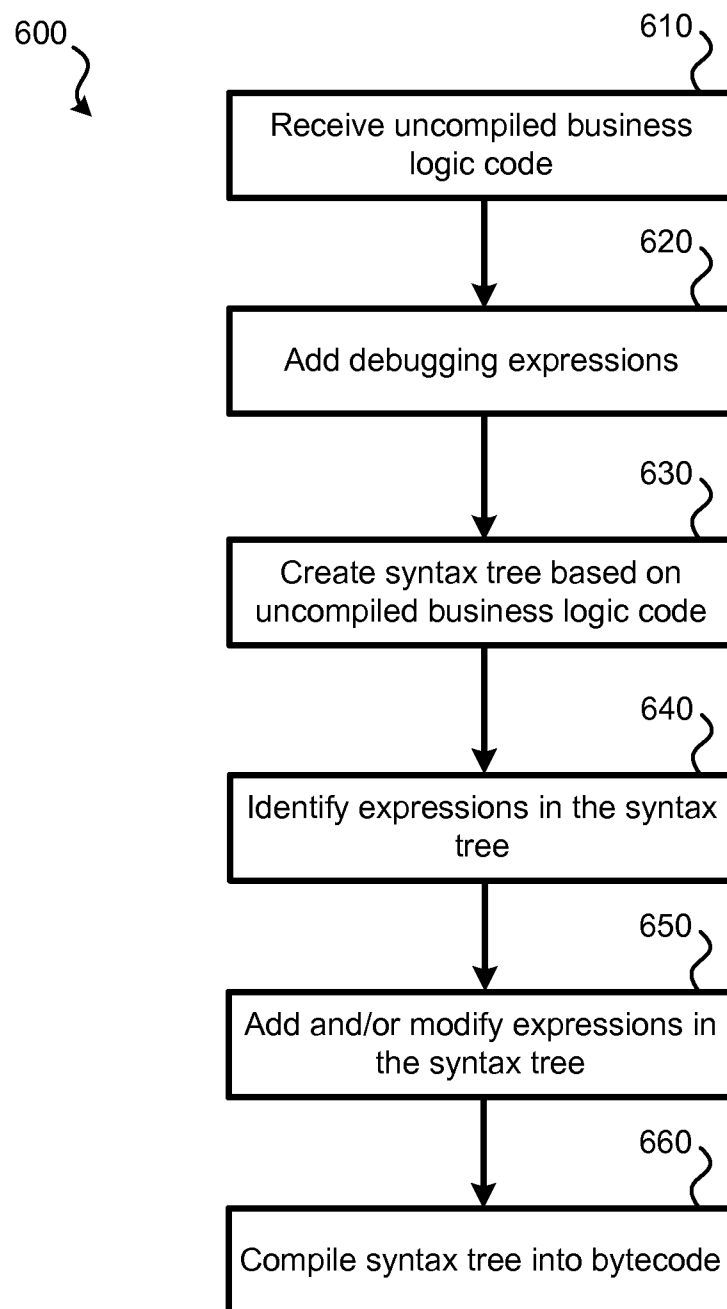 600
610
Receive uncompiled business
logic code
620
Add debugging expressions
630
Create syntax tree based on
uncompiled business logic code
640
Identify expressions in the syntax
tree
650
Add and/or modify expressions in
the syntax tree
660
Compile syntax tree into bytecode